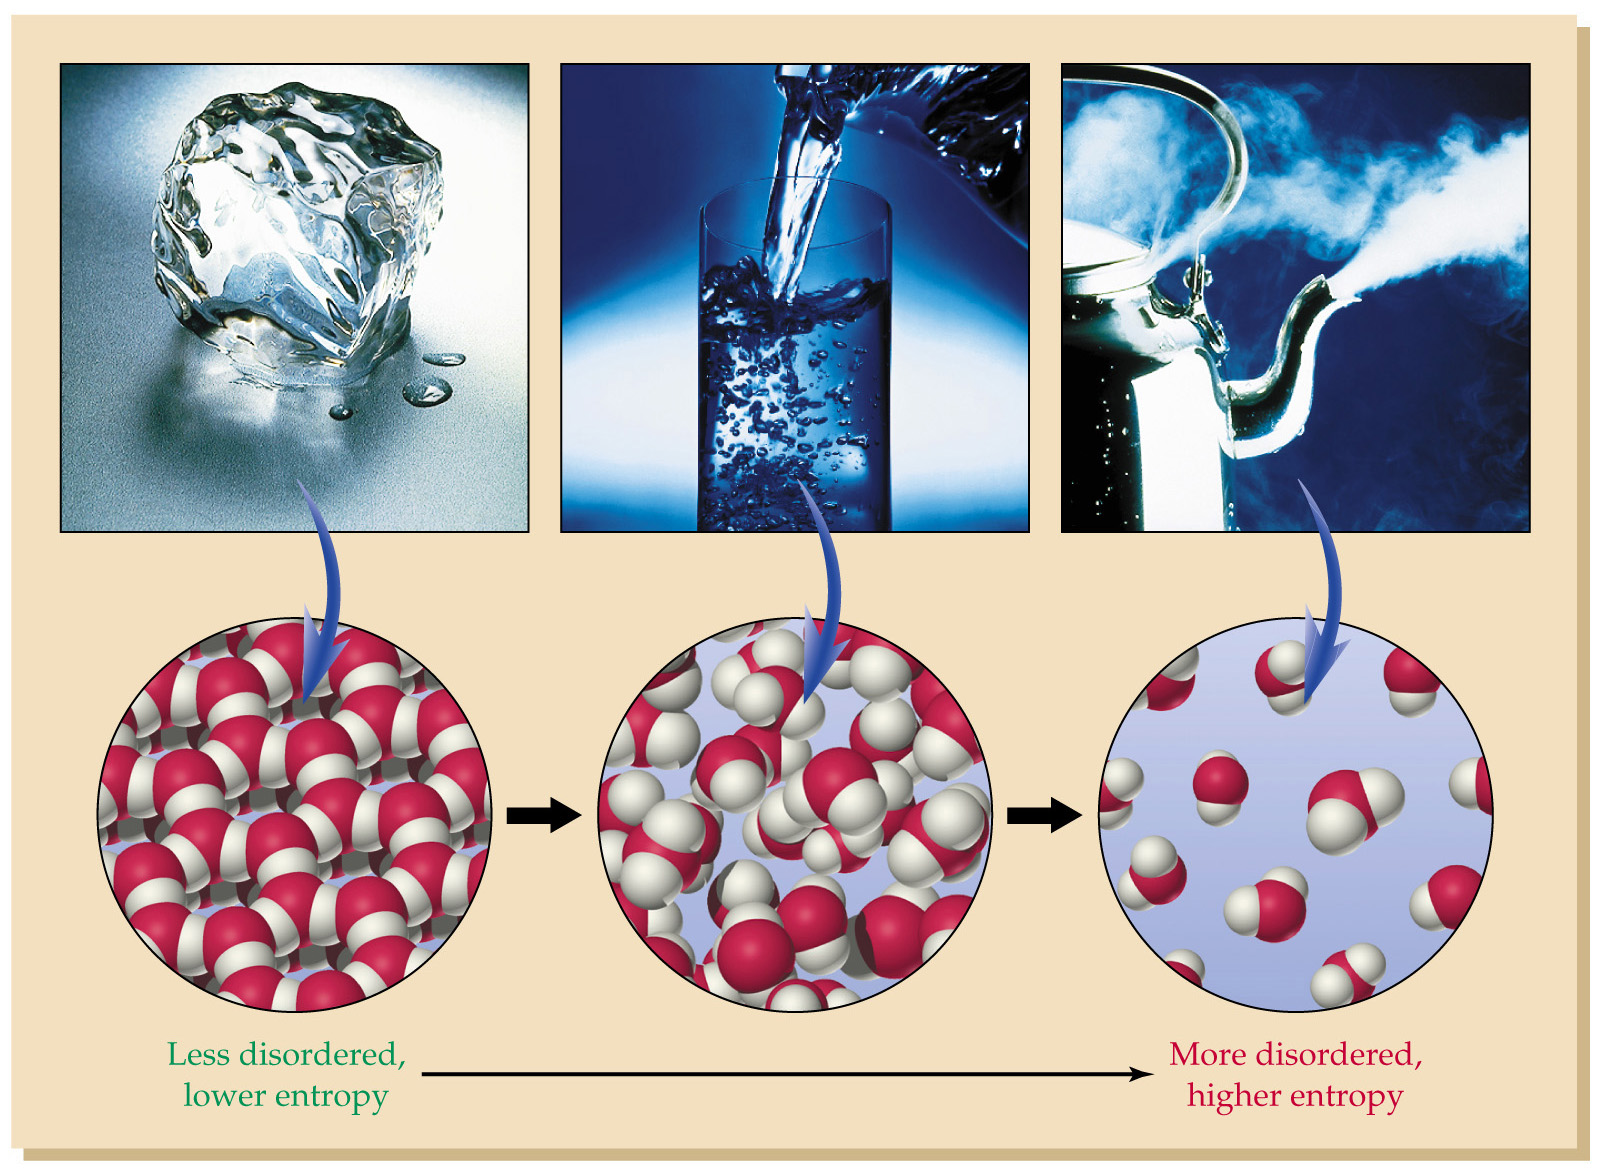 Less disordered,
lower entropy
More disordered,
higher entropy